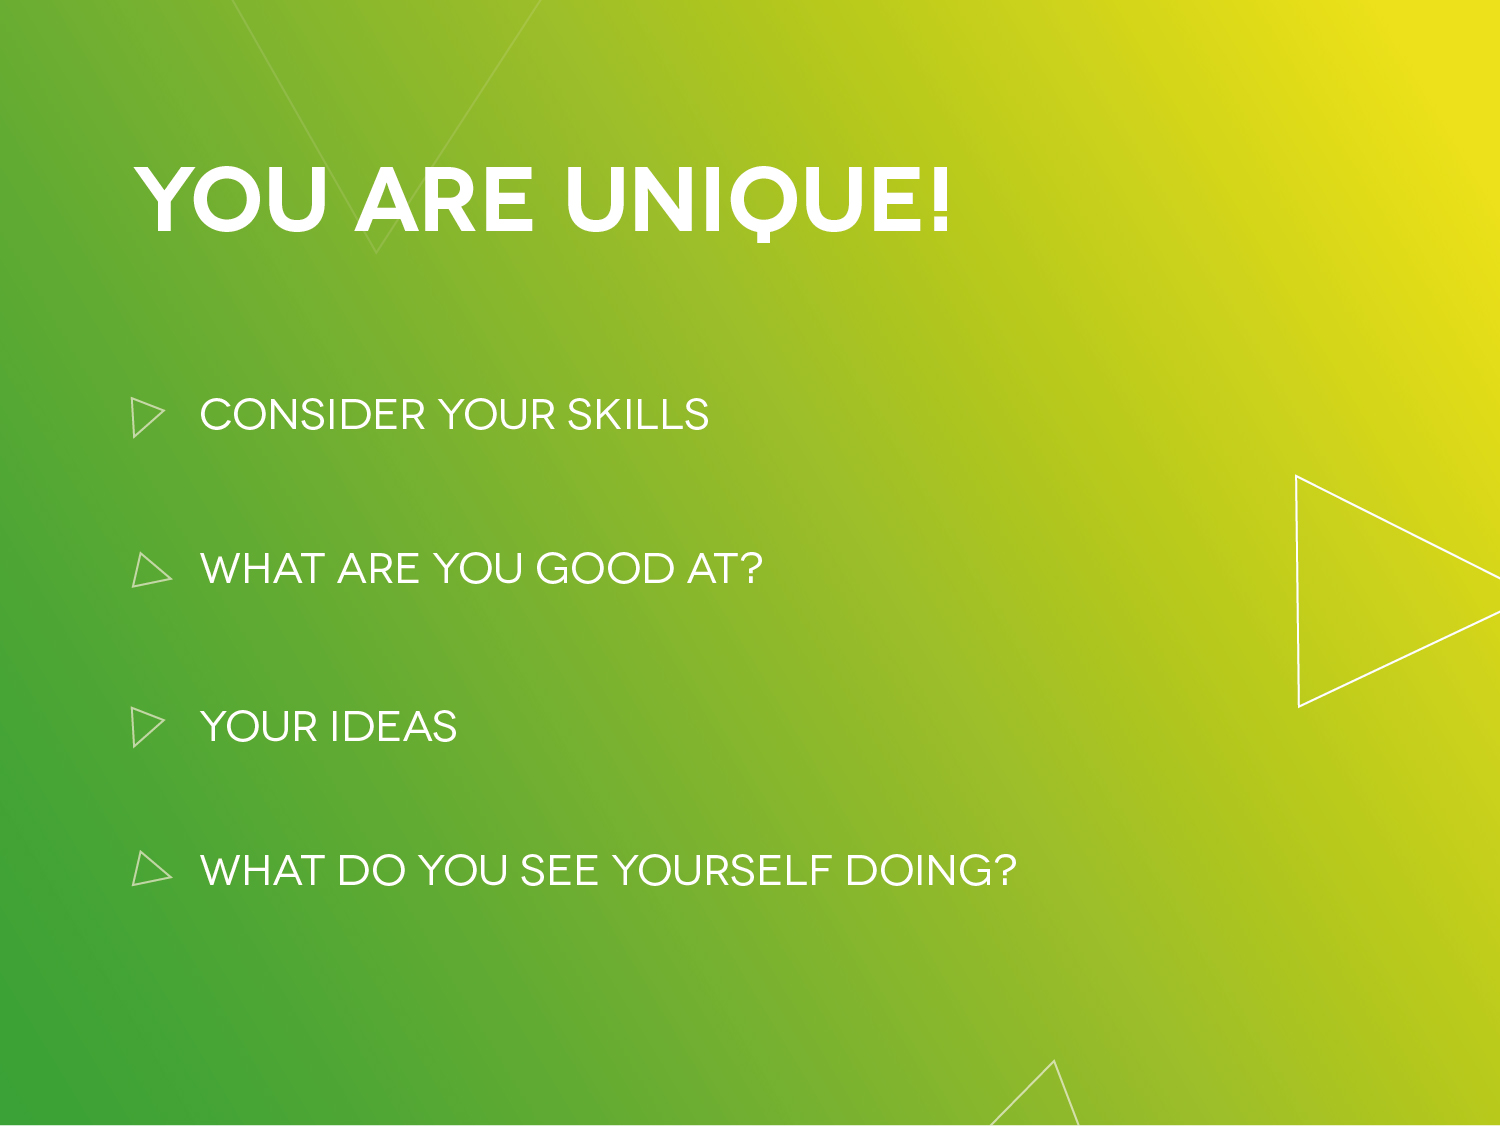 YOU ARE UNIQUE!
CONSIDER YOUR SKILLS
WHAT ARE YOU GOOD AT?
YOUR IDEAS
WHAT DO YOU SEE YOURSELF DOING?